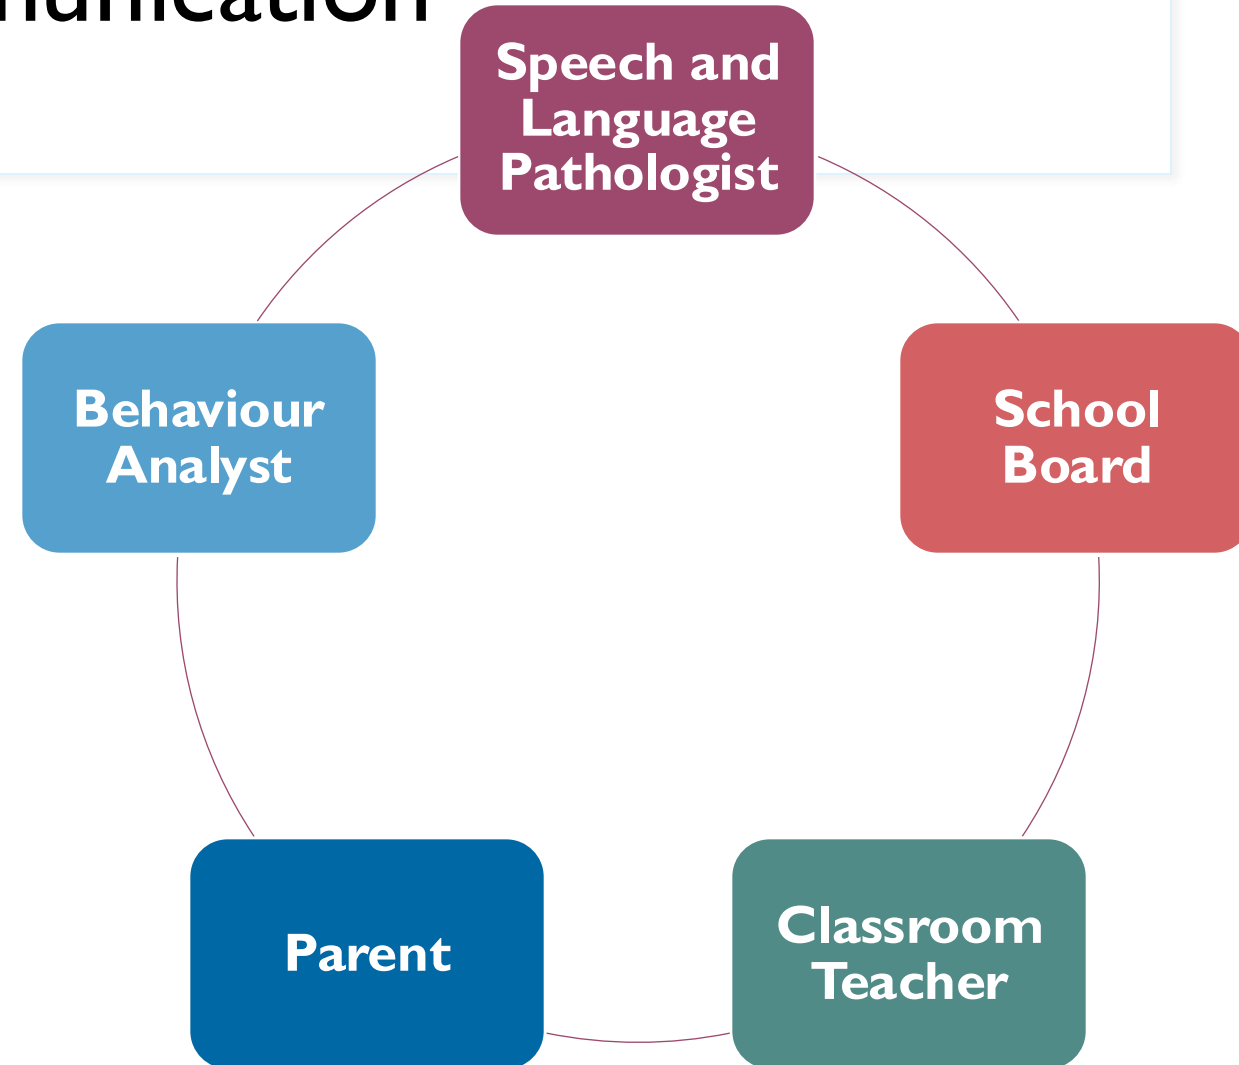 Speech and
Language
Pathologist
Behaviour
Analyst
School
Board
Parent
Classroom
Teacher